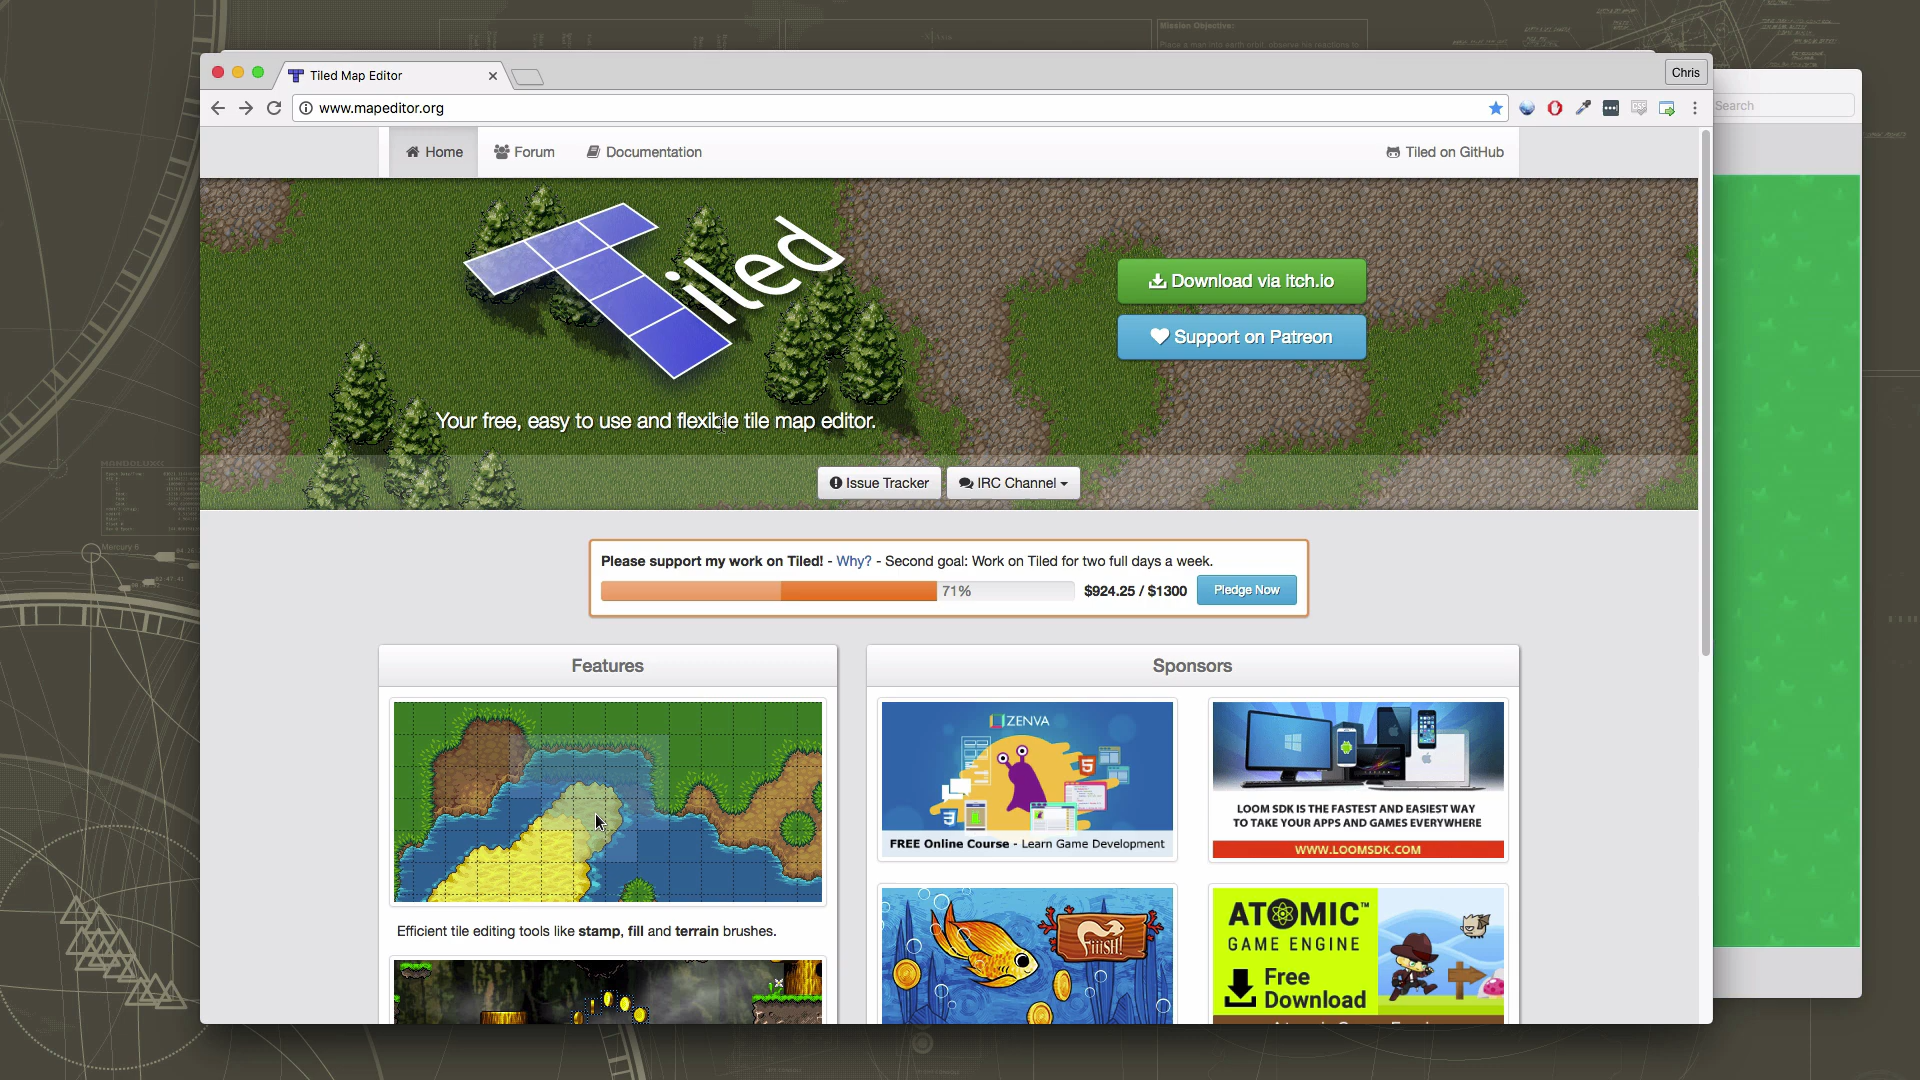 Mission Objective:
Tiled Map Editor
Chris
www.mapeditor.org
Search
Home
Forum
Documentation
Tiled on GitHub
Tiled
Download via itch.io
Support on Patreon
Your free, easy to use and flexible tile map editor.
Issue Tracker
IRC Channel
Please support my work on Tiled! - Why? - Second goal: Work on Tiled for two full days a week.
71%
$924.25 / $1300
Pledge Now
Features
Sponsors
ZENVA
FREE Online Course - Learn Game Development
LOOM SDK IS THE FASTEST AND EASIEST WAY
TO TAKE YOUR APPS AND GAMES EVERYWHERE
WWW.LOOMSDK.COM
Efficient tile editing tools like stamp, fill and terrain brushes.
FiiiSH!
ATOMIC™
GAME ENGINE
Free
Download